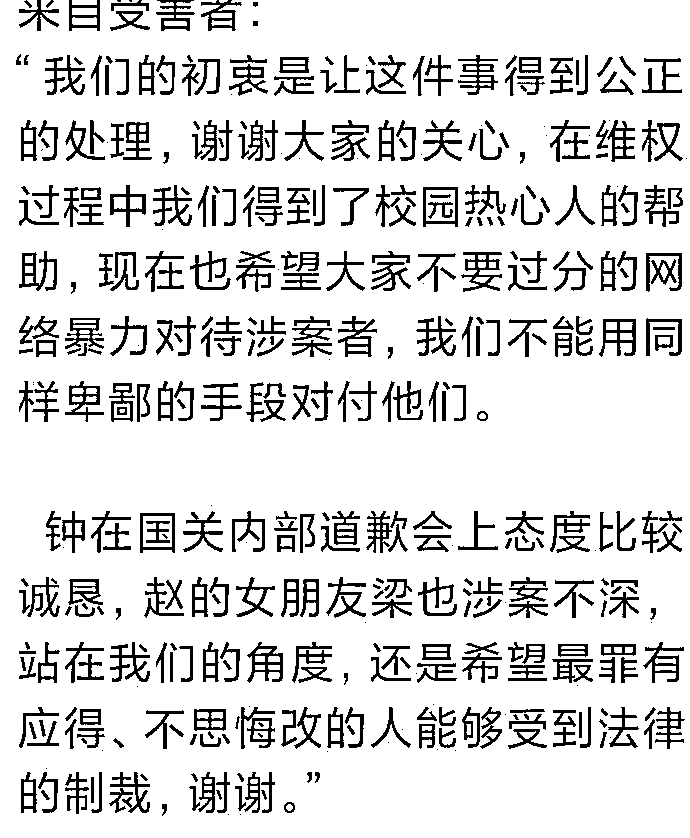 来自受害者：
“我们的初衷是让这件事得到公正
的处理，谢谢大家的关心，在维权
过程中我们得到了校园热心人的帮
助，现在也希望大家不要过分的网
络暴力对待涉案者，我们不能用同
样卑鄙的手段对付他们。
钟在国关内部道歉会上态度比较
诚恳，赵的女朋友梁也涉案不深，
站在我们的角度，还是希望最罪有
应得、不思悔改的人能够受到法律
的制裁，谢谢。”